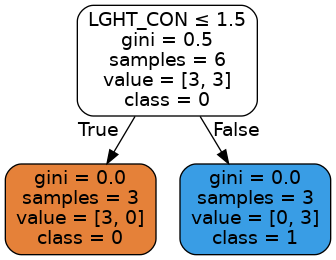 LGHT_CON ≤ 1.5
gini = 0.5
samples = 6
value = [3, 3]
class = 0
True
False
gini = 0.0
samples = 3
value = [3, 0]
class = 0
gini = 0.0
samples = 3
value = [0, 3]
class = 1